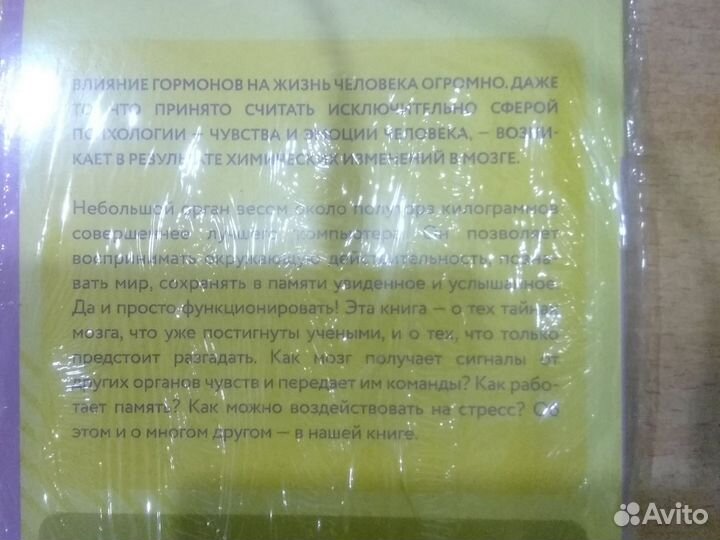 ВЛИЯНИЕ ГОРМОНОВ НА ЖИЗНЬ ЧЕЛОВЕКА ОГРОМНО. ДАЖЕ
ТО, ЧТО ПРИНЯТО СЧИТАТЬ ИСКЛЮЧИТЕЛЬНО СФЕРОЙ
ПСИХОЛОГИИ – ЧУВСТВА И ЭМОЦИИ ЧЕЛОВЕКА, – ВОЗНИ-
КАЕТ В РЕЗУЛЬТАТЕ ХИМИЧЕСКИХ ИЗМЕНЕНИЙ В МОЗГЕ.
Небольшой орган весом около полутора килограммов
совершеннее лучшего компьютера. Он позволяет
воспринимать окружающую действительность, позна-
вать мир, сохранять в памяти увиденное и услышанное.
Да и просто функционировать! Эта книга – о тех тайнах
мозга, что уже постигнуты учеными, и о тех, что только
предстоит разгадать. Как мозг получает сигналы от
других органов чувств и передает им команды? Как рабо-
тает память? Как можно воздействовать на стресс? Об
этом и о многом другом – в нашей книге.
Avito